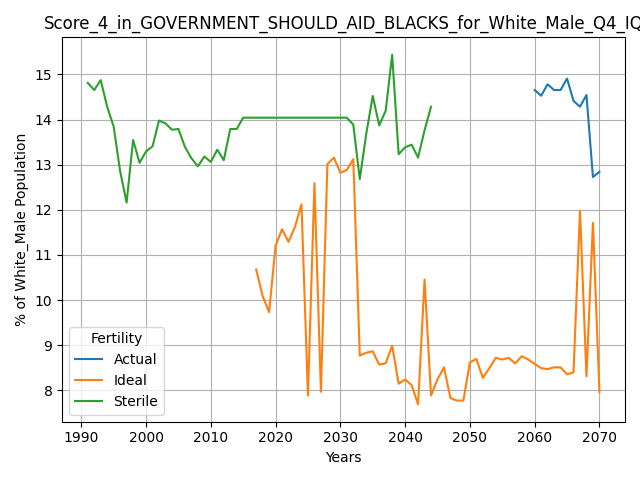 Score_4_in_GOVERNMENT_SHOULD_AID_BLACKS_for_White_Male_Q4_IQ
% of White_Male Population
15
14
13
12
11
10
9
8
Fertility
Actual
Ideal
Sterile
1990 2000 2010 2020 2030 2040 2050 2060 2070
Years